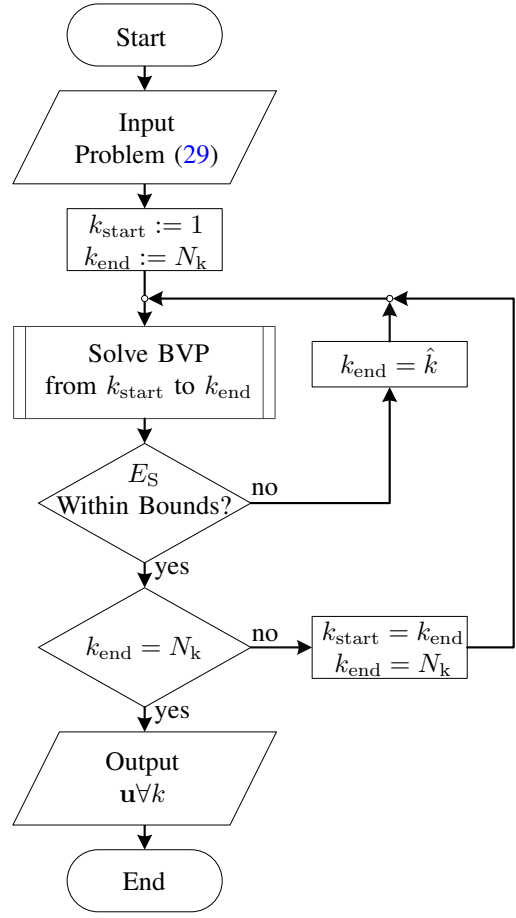 Start
Input
Problem (29)
k_start := 1
k_end := N_k
Solve BVP
from k_start to k_end
k_end = k̂
E_S
Within Bounds?
no
yes
k_end = N_k
no
k_start = k_end
k_end = N_k
yes
Output
u∀k
End